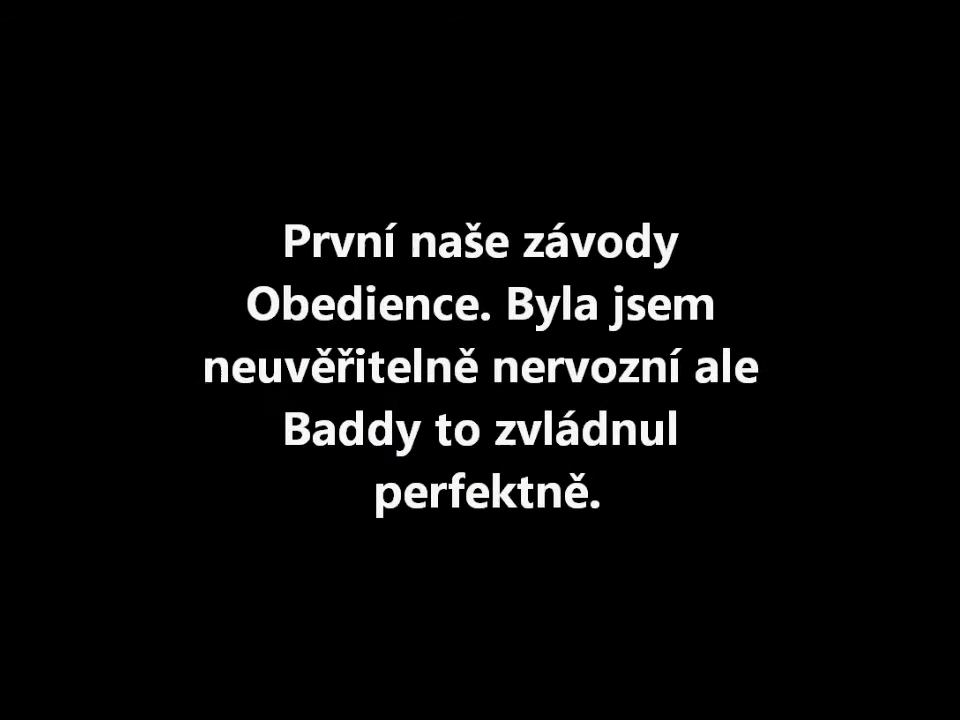 První naše závody
Obedience. Byla jsem
neuvěřitelně nervozní ale
Baddy to zvládnul
perfektně.